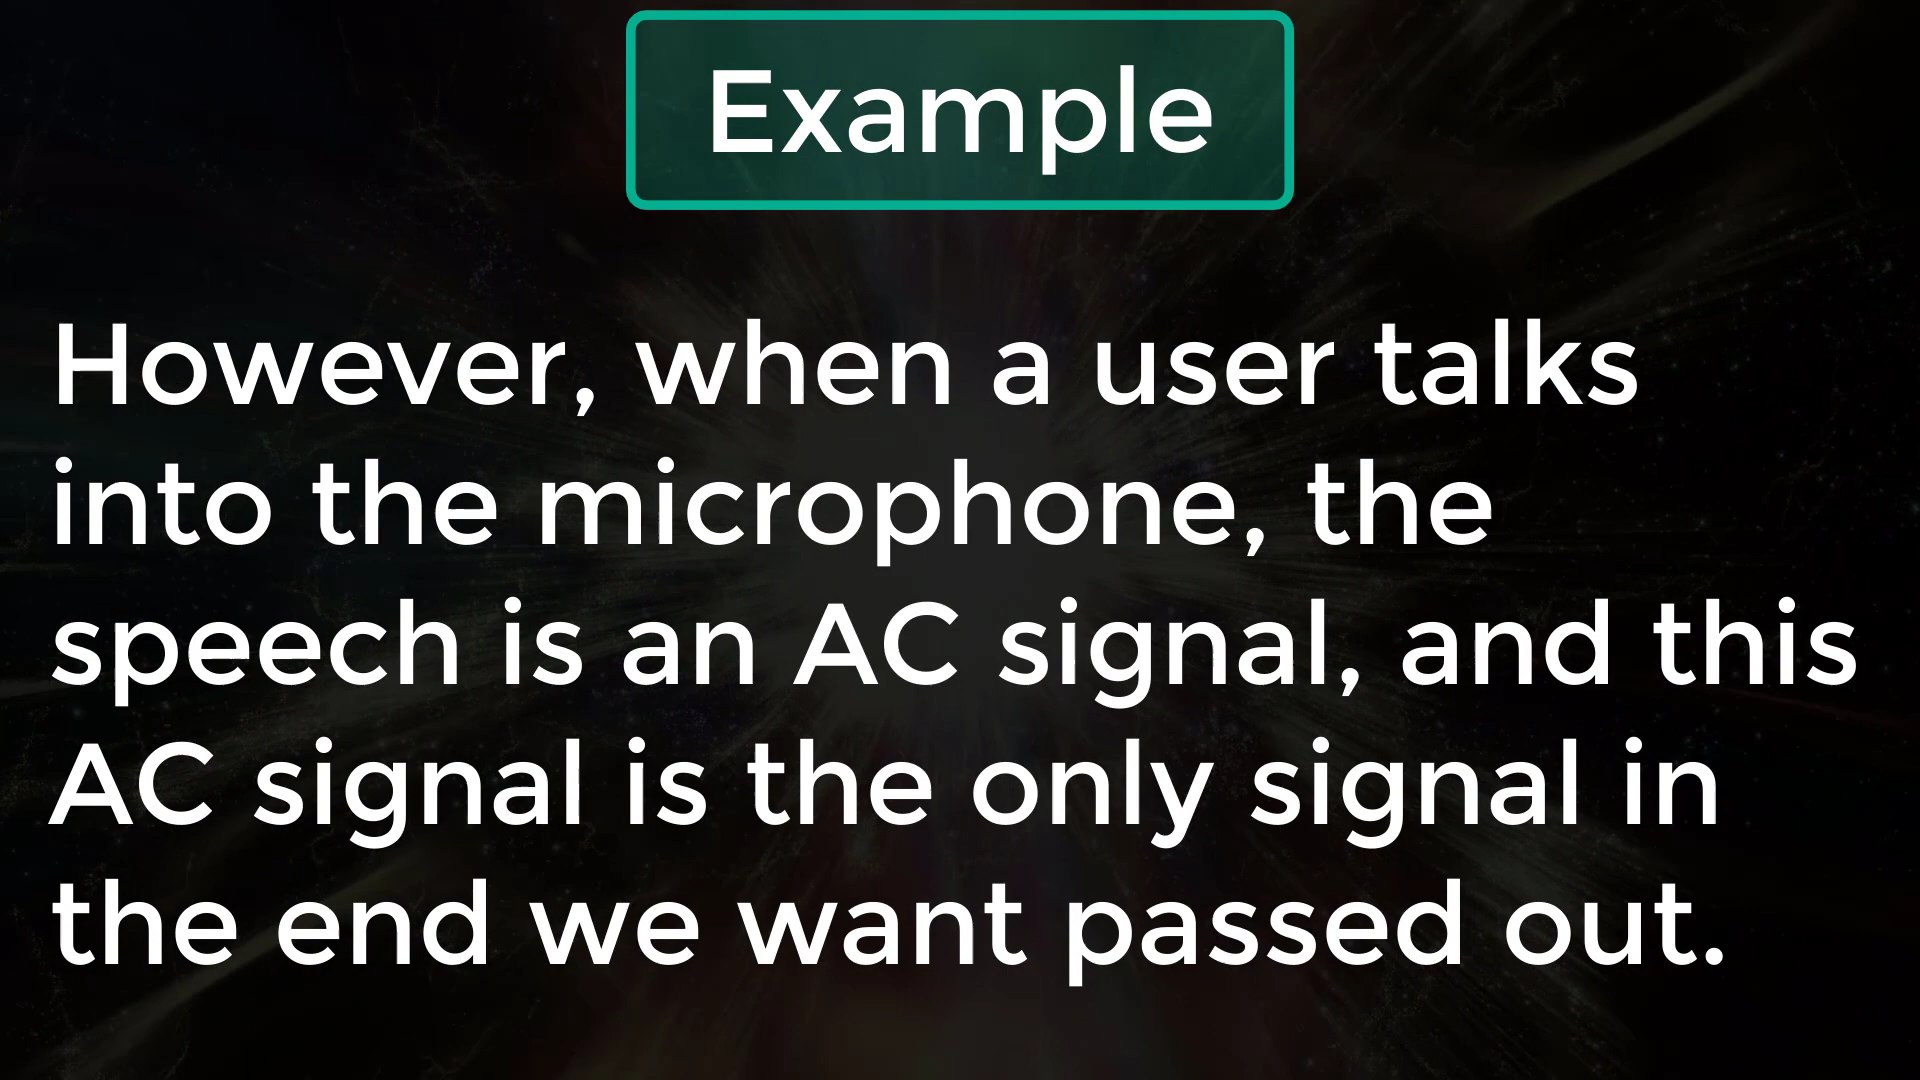 Example
However, when a user talks
into the microphone, the
speech is an AC signal, and this
AC signal is the only signal in
the end we want passed out.